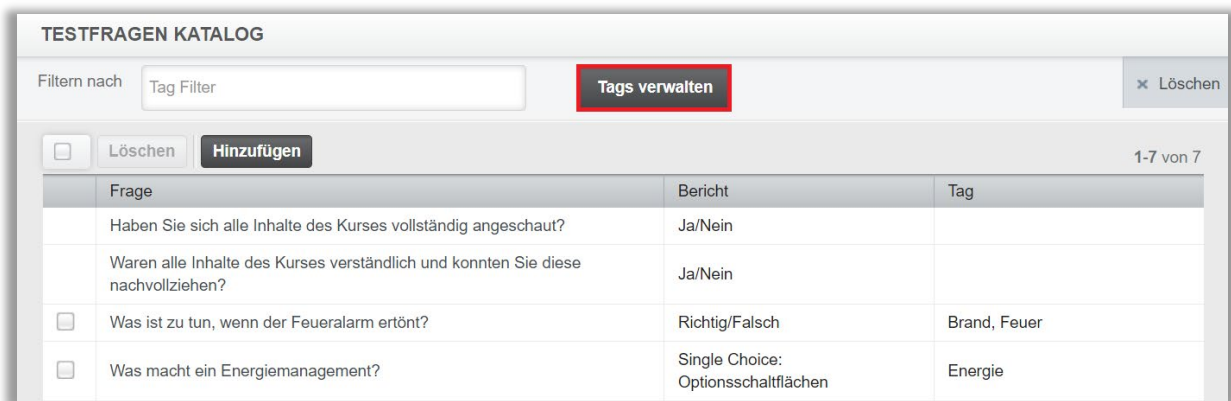 TESTFRAGEN KATALOG
Filtern nach Tag Filter Tags verwalten × Löschen
Löschen Hinzufügen 1-7 von 7
Frage Bericht Tag
Haben Sie sich alle Inhalte des Kurses vollständig angeschaut? Ja/Nein
Waren alle Inhalte des Kurses verständlich und konnten Sie diese
nachvollziehen? Ja/Nein
Was ist zu tun, wenn der Feueralarm ertönt? Richtig/Falsch Brand, Feuer
Was macht ein Energiemanagement? Single Choice:
Optionsschaltflächen Energie